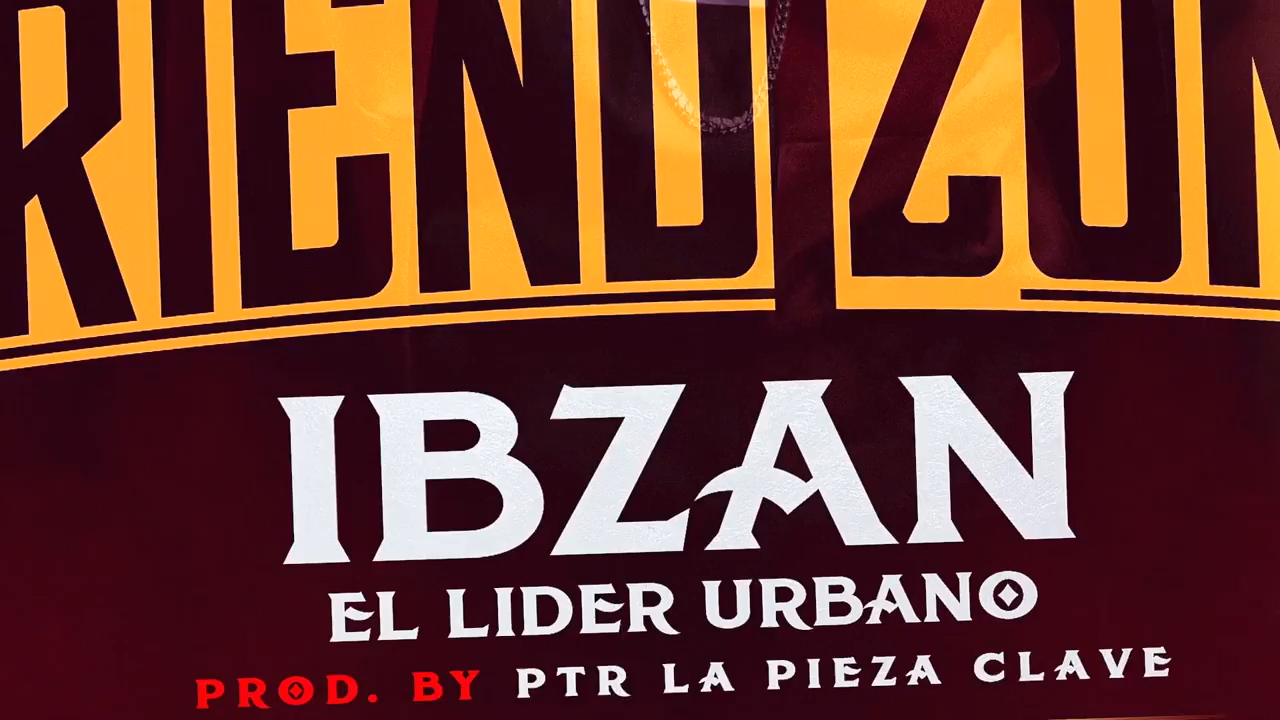 RIEND ZON
IBZAN
EL LIDER URBANO
PROD. BY PTR LA PIEZA CLAVE